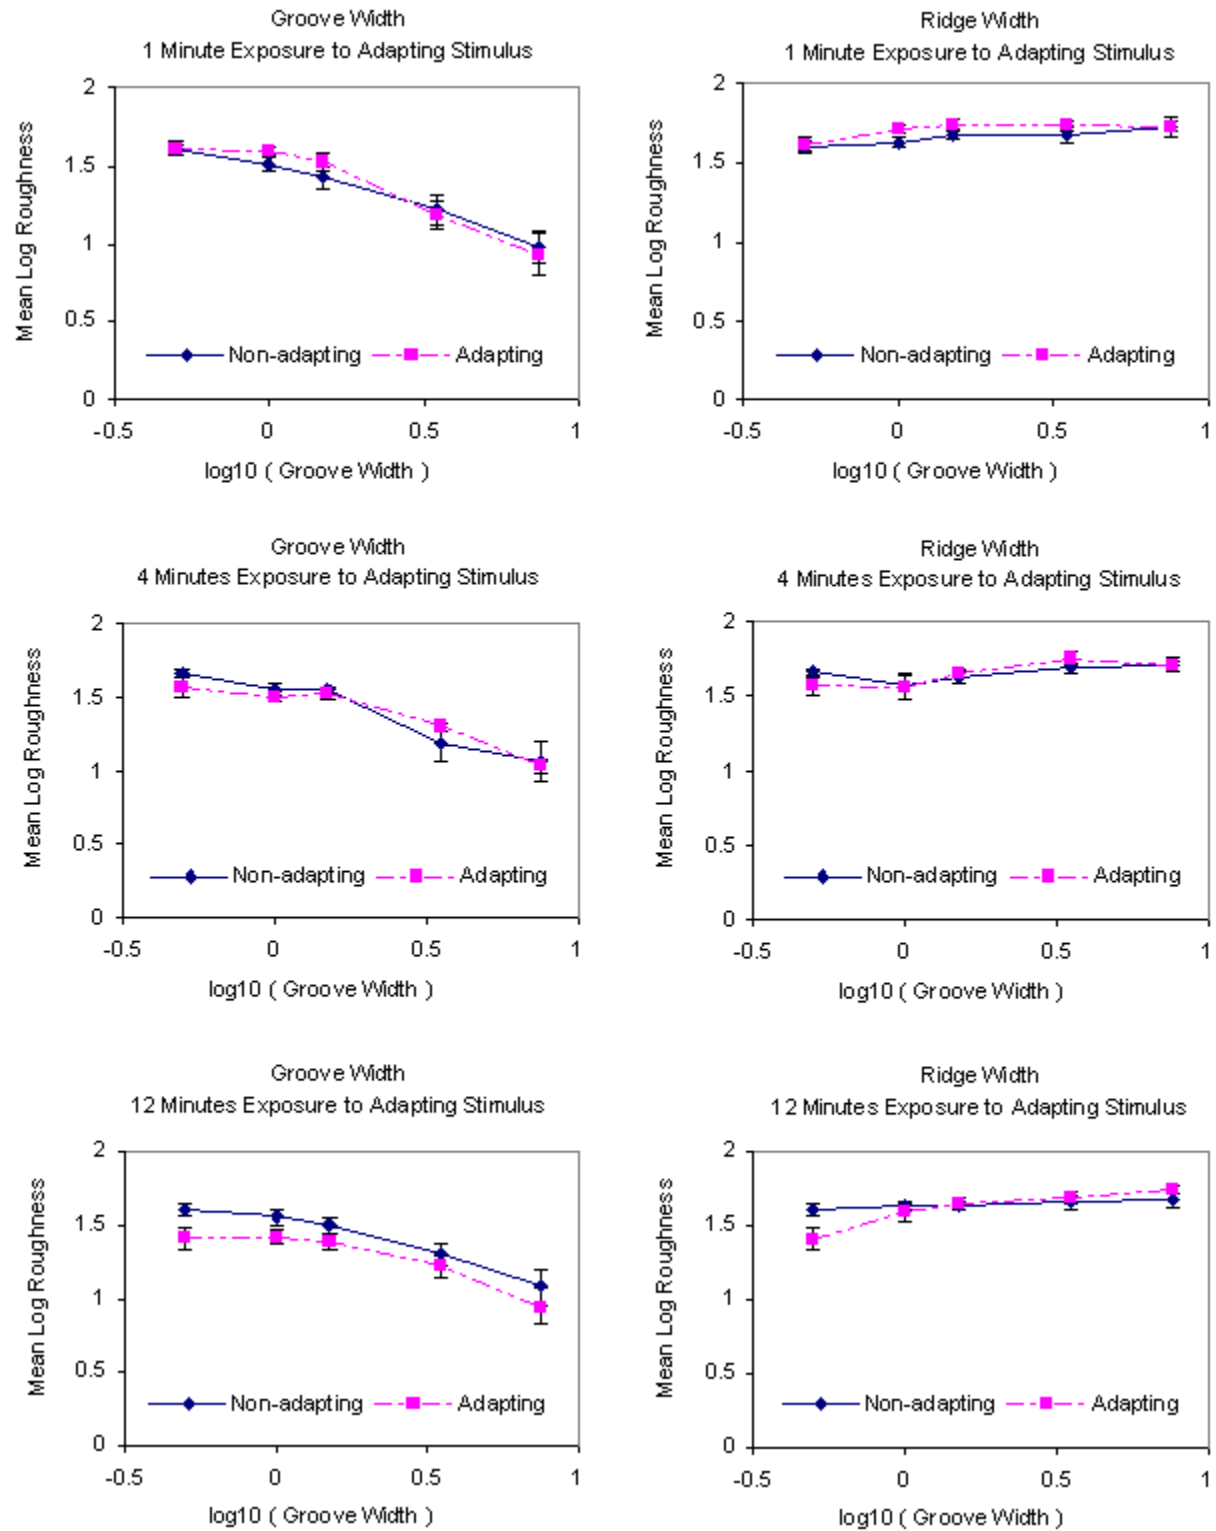 Groove Width
1 Minute Exposure to Adapting Stimulus
Mean Log Roughness
2
1.5
1
0.5
0
Non-adapting
Adapting
-0.5
0
0.5
1
log10 ( Groove Width )
Ridge Width
1 Minute Exposure to Adapting Stimulus
Mean Log Roughness
2
1.5
1
0.5
0
Non-adapting
Adapting
-0.5
0
0.5
1
log10 ( Groove Width )
Groove Width
4 Minutes Exposure to Adapting Stimulus
Mean Log Roughness
2
1.5
1
0.5
0
Non-adapting
Adapting
-0.5
0
0.5
1
log10 ( Groove Width )
Ridge Width
4 Minutes Exposure to Adapting Stimulus
Mean Log Roughness
2
1.5
1
0.5
0
Non-adapting
Adapting
-0.5
0
0.5
1
log10 ( Groove Width )
Groove Width
12 Minutes Exposure to Adapting Stimulus
Mean Log Roughness
2
1.5
1
0.5
0
Non-adapting
Adapting
-0.5
0
0.5
1
log10 ( Groove Width )
Ridge Width
12 Minutes Exposure to Adapting Stimulus
Mean Log Roughness
2
1.5
1
0.5
0
Non-adapting
Adapting
-0.5
0
0.5
1
log10 ( Groove Width )